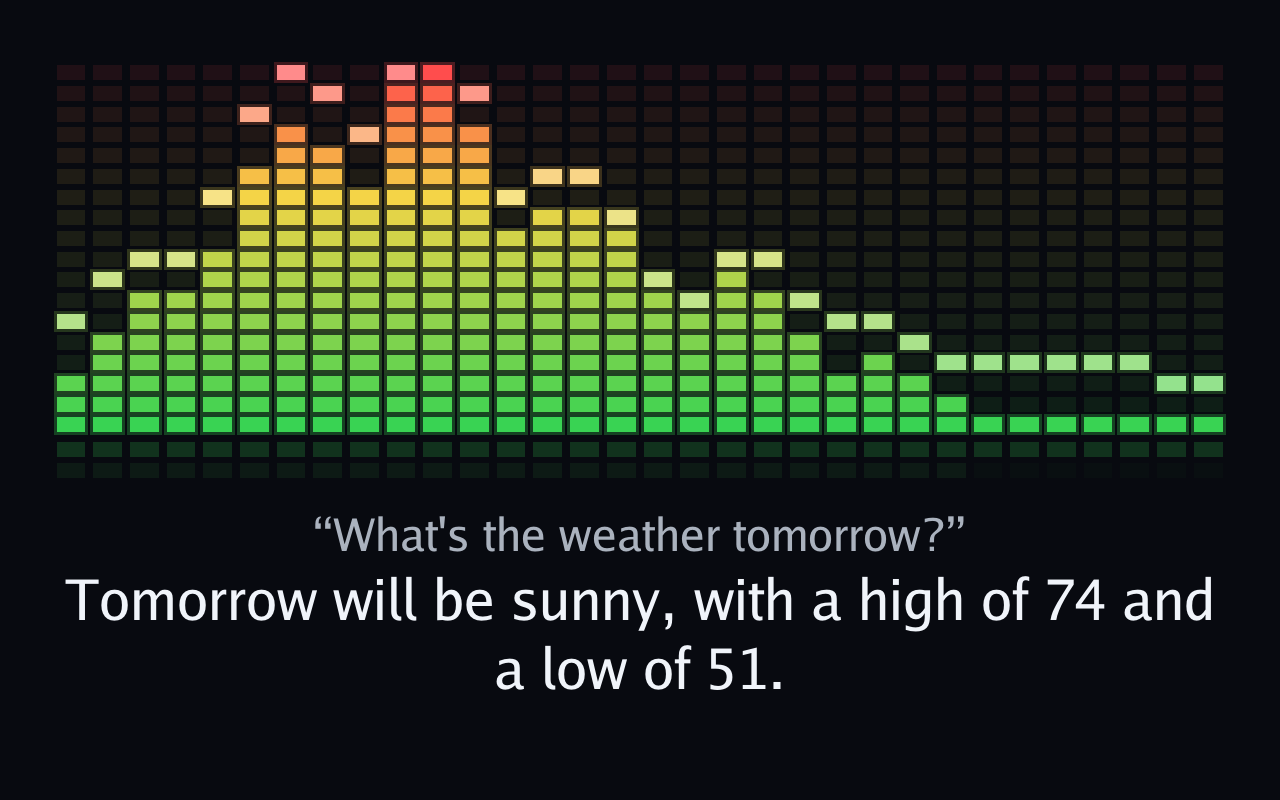 “What's the weather tomorrow?”
Tomorrow will be sunny, with a high of 74 and
a low of 51.